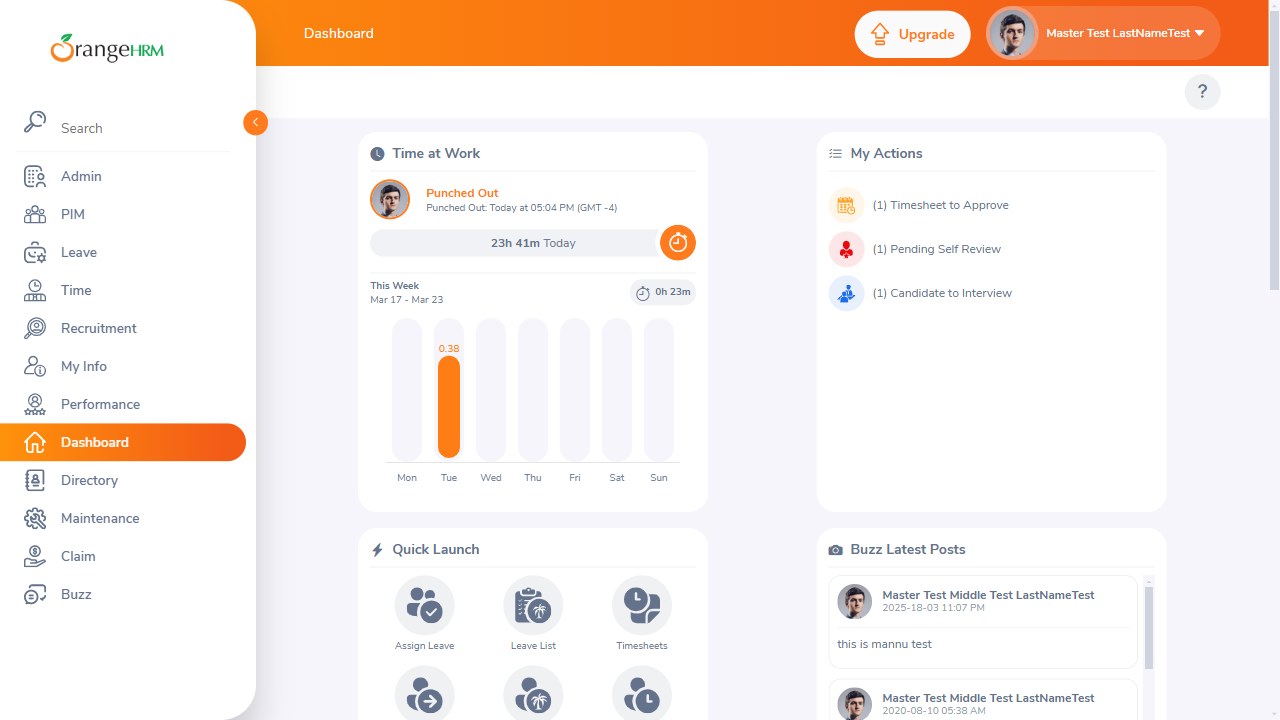 OrangeHRM
Search
Admin
PIM
Leave
Time
Recruitment
My Info
Performance
Dashboard
Directory
Maintenance
Claim
Buzz
Dashboard
Upgrade
Master Test LastNameTest
?
Time at Work
Punched Out
Punched Out: Today at 05:04 PM (GMT -4)
23h 41m Today
This Week
Mar 17 - Mar 23
0h 23m
0.38
Mon Tue Wed Thu Fri Sat Sun
My Actions
(1) Timesheet to Approve
(1) Pending Self Review
(1) Candidate to Interview
Quick Launch
Assign Leave
Leave List
Timesheets
Buzz Latest Posts
Master Test Middle Test LastNameTest
2025-18-03 11:07 PM
this is mannu test
Master Test Middle Test LastNameTest
2020-08-10 05:38 AM